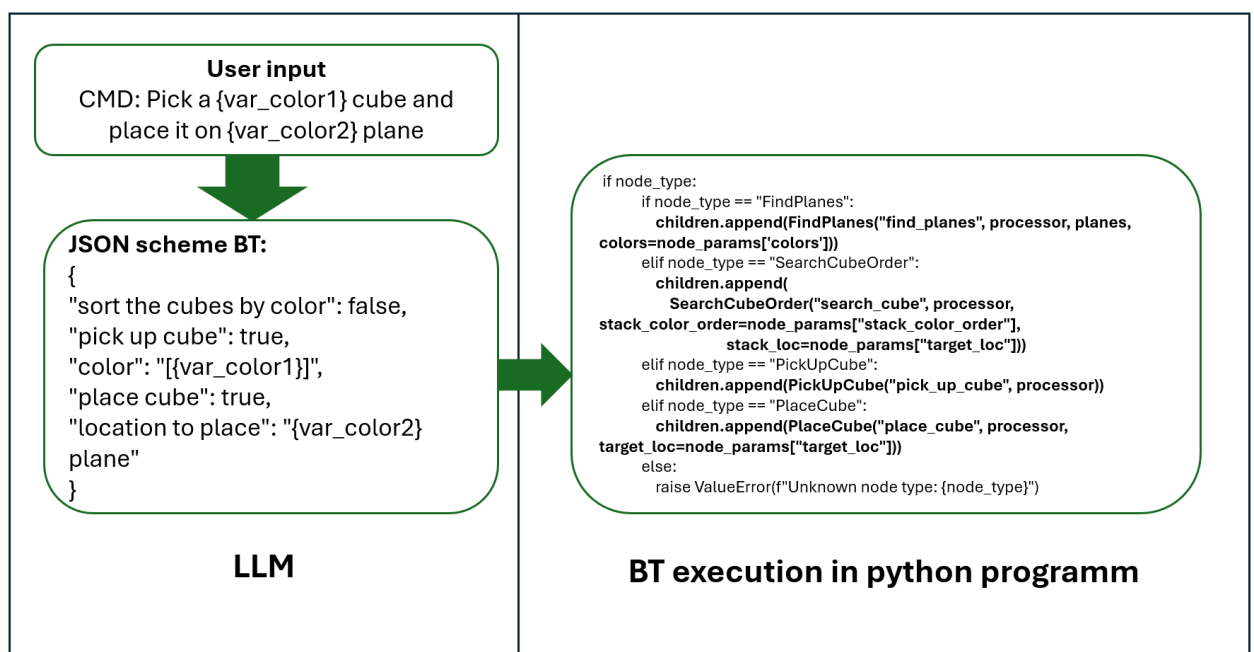 User input
CMD: Pick a {var_color1} cube and
place it on {var_color2} plane
JSON scheme BT:
{
"sort the cubes by color": false,
"pick up cube": true,
"color": "[{var_color1}]",
"place cube": true,
"location to place": "{var_color2}
plane"
}
LLM
if node_type:
if node_type == "FindPlanes":
children.append(FindPlanes("find_planes", processor, planes,
colors=node_params['colors']))
elif node_type == "SearchCubeOrder":
children.append(
SearchCubeOrder("search_cube", processor,
stack_color_order=node_params["stack_color_order"],
stack_loc=node_params["target_loc"]))
elif node_type == "PickUpCube":
children.append(PickUpCube("pick_up_cube", processor))
elif node_type == "PlaceCube":
children.append(PlaceCube("place_cube", processor,
target_loc=node_params["target_loc"]))
else:
raise ValueError(f"Unknown node type: {node_type}")
BT execution in python programm